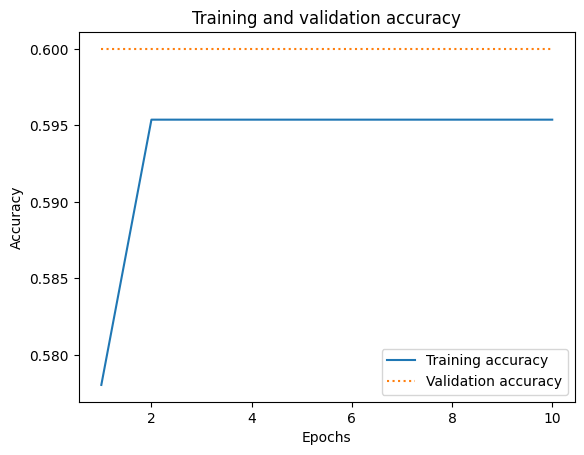 Training and validation accuracy
0.600
0.595
0.590
0.585
0.580
Accuracy
Training accuracy
Validation accuracy
2 4 6 8 10
Epochs